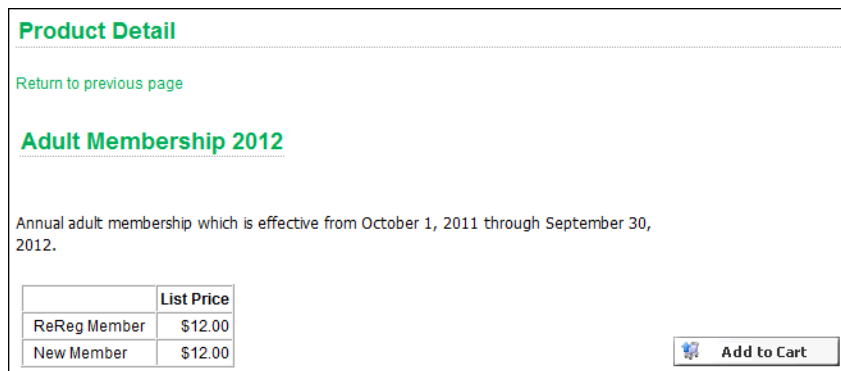 Product Detail
Return to previous page
Adult Membership 2012
Annual adult membership which is effective from October 1, 2011 through September 30,
2012.
List Price
ReReg Member $12.00
New Member $12.00
Add to Cart